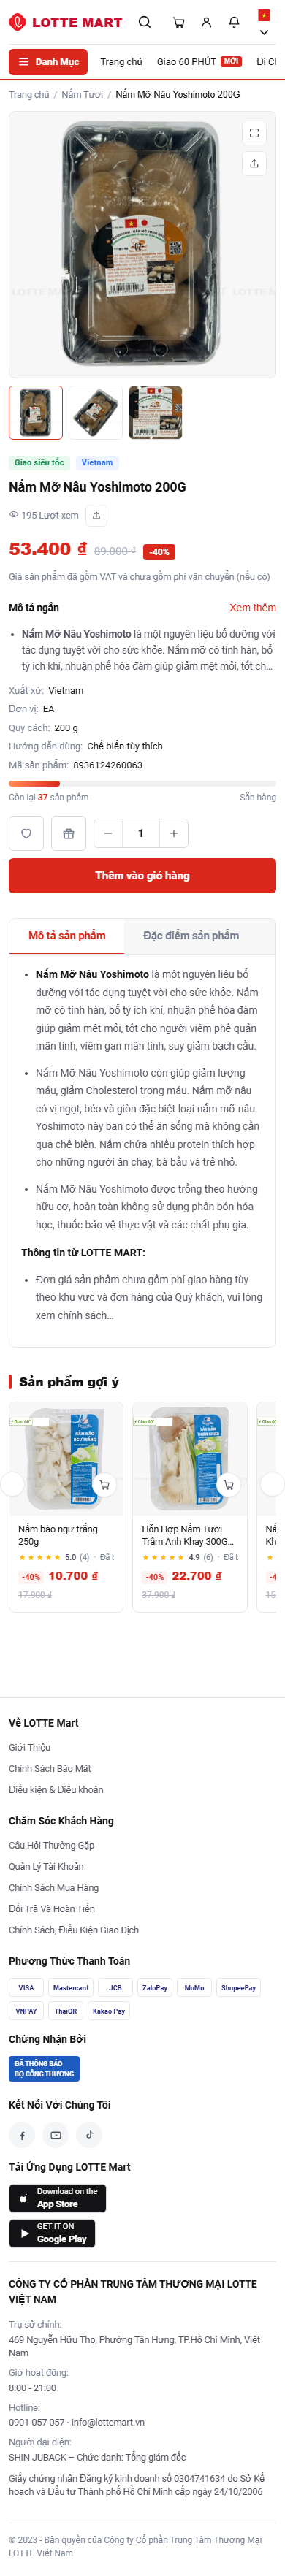 LOTTE MART
Danh Mục
Trang chủ
Giao 60 PHÚT
MỚI
Đi Ch
Trang chủ / Nấm Tươi / Nấm Mỡ Nâu Yoshimoto 200G
Giao siêu tốc
Vietnam
Nấm Mỡ Nâu Yoshimoto 200G
195 Lượt xem
53.400 ₫ 89.000 ₫ -40%
Giá sản phẩm đã gồm VAT và chưa gồm phí vận chuyển (nếu có)
Mô tả ngắn
Xem thêm
• Nấm Mỡ Nâu Yoshimoto là một nguyên liệu bổ dưỡng với
tác dụng tuyệt vời cho sức khỏe. Nấm mỡ có tính hàn, bổ
tỳ ích khí, nhuận phế hóa đàm giúp giảm mệt mỏi, tốt ch...
Xuất xứ: Vietnam
Đơn vị: EA
Quy cách: 200 g
Hướng dẫn dùng: Chế biến tùy thích
Mã sản phẩm: 8936124260063
Còn lại 37 sản phẩm
Sẵn hàng
1
Thêm vào giỏ hàng
Mô tả sản phẩm
Đặc điểm sản phẩm
• Nấm Mỡ Nâu Yoshimoto là một nguyên liệu bổ
dưỡng với tác dụng tuyệt vời cho sức khỏe. Nấm
mỡ có tính hàn, bổ tỳ ích khí, nhuận phế hóa đàm
giúp giảm mệt mỏi, tốt cho người viêm phế quản
mãn tính, viêm gan mãn tính, suy giảm bạch cầu.
• Nấm Mỡ Nâu Yoshimoto còn giúp giảm lượng
máu, giảm Cholesterol trong máu. Nấm mỡ nâu
có vị ngọt, béo và giòn đặc biệt loại nấm mỡ nâu
Yoshimoto này bạn có thể ăn sống mà không cần
qua chế biến. Nấm chứa nhiều protein thích hợp
cho những người ăn chay, bà bầu và trẻ nhỏ.
• Nấm Mỡ Nâu Yoshimoto được trồng theo hướng
hữu cơ, hoàn toàn không sử dụng phân bón hóa
học, thuốc bảo vệ thực vật và các chất phụ gia.
Thông tin từ LOTTE MART:
• Đơn giá sản phẩm chưa gồm phí giao hàng tùy
theo khu vực và đơn hàng của Quý khách, vui lòng
xem chính sách...
Sản phẩm gợi ý
Nấm bào ngư trắng
250g
5.0 (4) · Đã b
-40% 10.700 ₫
17.900 ₫
Hỗn Hợp Nấm Tươi
Trâm Anh Khay 300G...
4.9 (6) · Đã b
-40% 22.700 ₫
37.900 ₫
Về LOTTE Mart
Giới Thiệu
Chính Sách Bảo Mật
Điều kiện & Điều khoản
Chăm Sóc Khách Hàng
Câu Hỏi Thường Gặp
Quản Lý Tài Khoản
Chính Sách Mua Hàng
Đổi Trả Và Hoàn Tiền
Chính Sách, Điều Kiện Giao Dịch
Phương Thức Thanh Toán
VISA
Mastercard
JCB
ZaloPay
MoMo
ShopeePay
VNPAY
ThaiQR
Kakao Pay
Chứng Nhận Bởi
ĐÃ THÔNG BÁO
BỘ CÔNG THƯƠNG
Kết Nối Với Chúng Tôi
Tải Ứng Dụng LOTTE Mart
Download on the
App Store
GET IT ON
Google Play
CÔNG TY CỔ PHẦN TRUNG TÂM THƯƠNG MẠI LOTTE
VIỆT NAM
Trụ sở chính:
469 Nguyễn Hữu Thọ, Phường Tân Hưng, TP.Hồ Chí Minh, Việt
Nam
Giờ hoạt động:
8:00 - 21:00
Hotline:
0901 057 057 · info@lottemart.vn
Người đại diện:
SHIN JUBACK – Chức danh: Tổng giám đốc
Giấy chứng nhận Đăng ký kinh doanh số 0304741634 do Sở Kế
hoạch và Đầu tư Thành phố Hồ Chí Minh cấp ngày 24/10/2006
© 2023 - Bản quyền của Công ty Cổ phần Trung Tâm Thương Mại
LOTTE Việt Nam